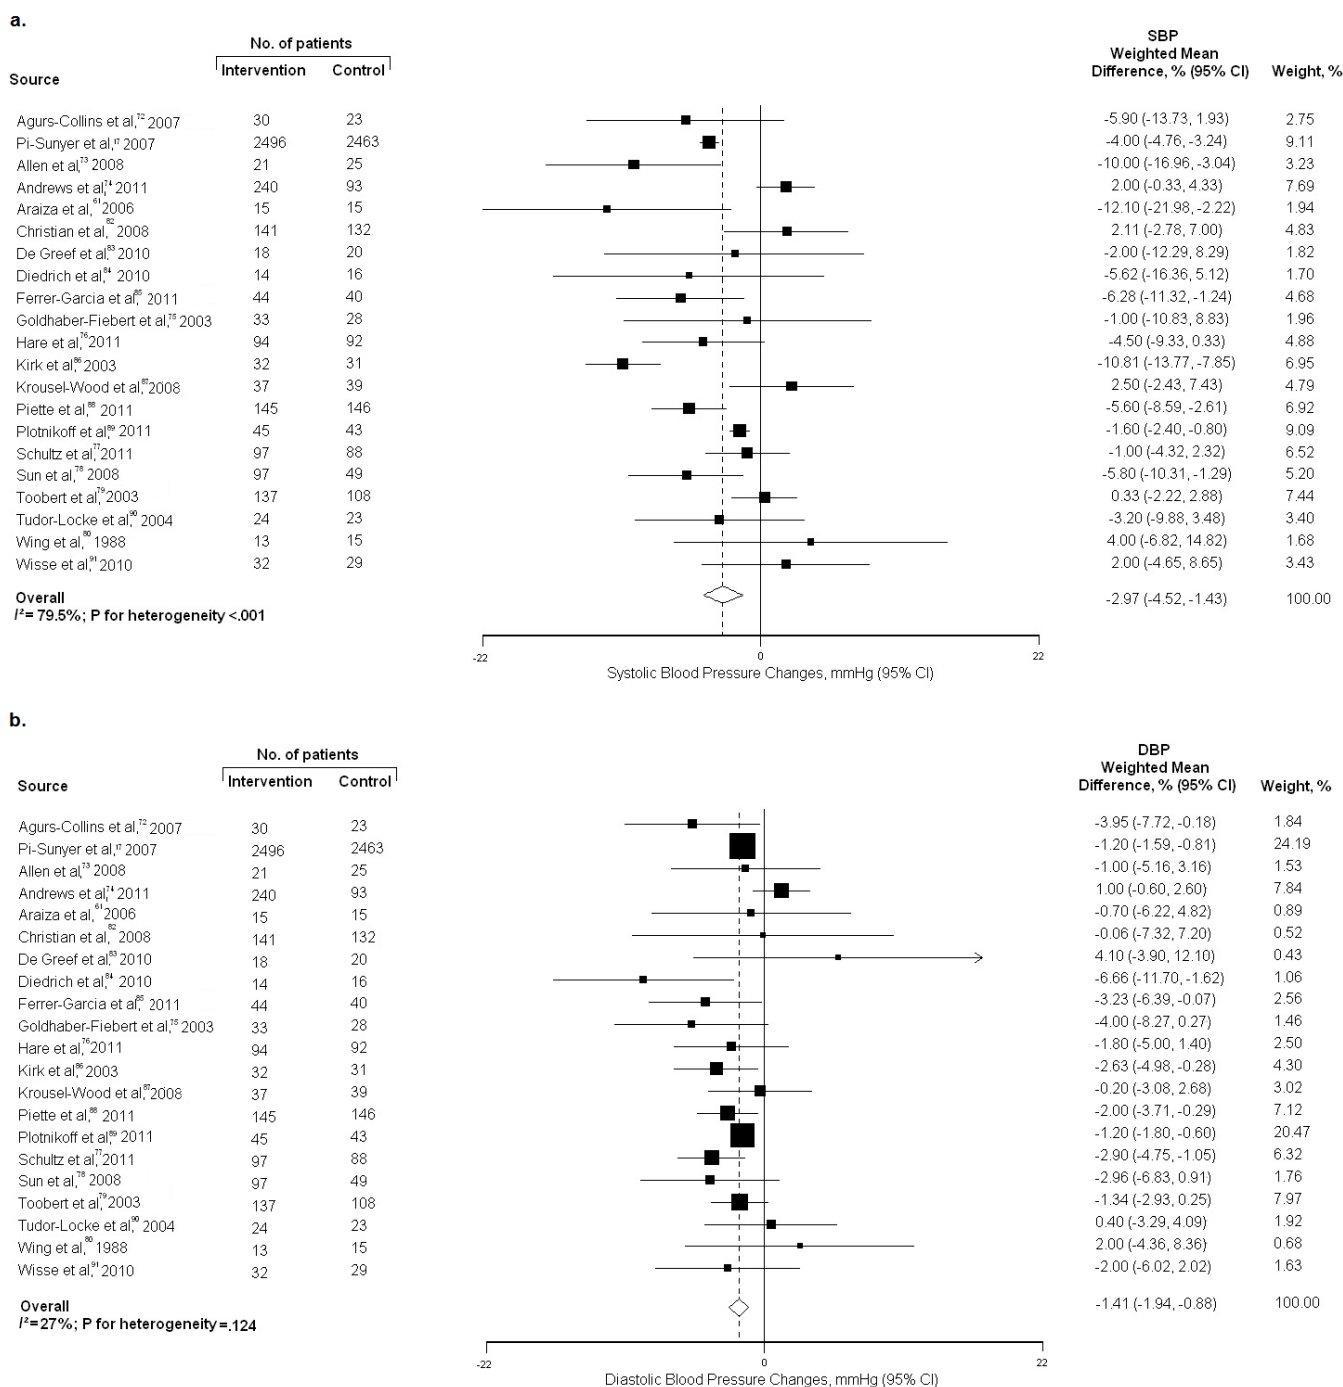 a.
No. of patients
SBP
Weighted Mean
Source Intervention Control Difference, % (95% CI) Weight, %
Agurs-Collins et al,72 2007 30 23 -5.90 (-13.73, 1.93) 2.75
Pi-Sunyer et al,17 2007 2496 2463 -4.00 (-4.76, -3.24) 9.11
Allen et al,73 2008 21 25 -10.00 (-16.96, -3.04) 3.23
Andrews et al,74 2011 240 93 2.00 (-0.33, 4.33) 7.69
Araiza et al,61 2006 15 15 -12.10 (-21.98, -2.22) 1.94
Christian et al,82 2008 141 132 2.11 (-2.78, 7.00) 4.83
De Greef et al,83 2010 18 20 -2.00 (-12.29, 8.29) 1.82
Diedrich et al,84 2010 14 16 -5.62 (-16.36, 5.12) 1.70
Ferrer-Garcia et al,85 2011 44 40 -6.28 (-11.32, -1.24) 4.68
Goldhaber-Fiebert et al,75 2003 33 28 -1.00 (-10.83, 8.83) 1.96
Hare et al,76 2011 94 92 -4.50 (-9.33, 0.33) 4.88
Kirk et al,86 2003 32 31 -10.81 (-13.77, -7.85) 6.95
Krousel-Wood et al,87 2008 37 39 2.50 (-2.43, 7.43) 4.79
Piette et al,88 2011 145 146 -5.60 (-8.59, -2.61) 6.92
Plotnikoff et al,89 2011 45 43 -1.60 (-2.40, -0.80) 9.09
Schultz et al,77 2011 97 88 -1.00 (-4.32, 2.32) 6.52
Sun et al,78 2008 97 49 -5.80 (-10.31, -1.29) 5.20
Toobert et al,79 2003 137 108 0.33 (-2.22, 2.88) 7.44
Tudor-Locke et al,90 2004 24 23 -3.20 (-9.88, 3.48) 3.40
Wing et al,80 1988 13 15 4.00 (-6.82, 14.82) 1.68
Wisse et al,91 2010 32 29 2.00 (-4.65, 8.65) 3.43
Overall -2.97 (-4.52, -1.43) 100.00
I²= 79.5%; P for heterogeneity <.001
-22 0 22
Systolic Blood Pressure Changes, mmHg (95% CI)
b.
No. of patients
DBP
Weighted Mean
Source Intervention Control Difference, % (95% CI) Weight, %
Agurs-Collins et al,72 2007 30 23 -3.95 (-7.72, -0.18) 1.84
Pi-Sunyer et al,17 2007 2496 2463 -1.20 (-1.59, -0.81) 24.19
Allen et al,73 2008 21 25 -1.00 (-5.16, 3.16) 1.53
Andrews et al,74 2011 240 93 1.00 (-0.60, 2.60) 7.84
Araiza et al,61 2006 15 15 -0.70 (-6.22, 4.82) 0.89
Christian et al,82 2008 141 132 -0.06 (-7.32, 7.20) 0.52
De Greef et al,83 2010 18 20 4.10 (-3.90, 12.10) 0.43
Diedrich et al,84 2010 14 16 -6.66 (-11.70, -1.62) 1.06
Ferrer-Garcia et al,85 2011 44 40 -3.23 (-6.39, -0.07) 2.56
Goldhaber-Fiebert et al,75 2003 33 28 -4.00 (-8.27, 0.27) 1.46
Hare et al,76 2011 94 92 -1.80 (-5.00, 1.40) 2.50
Kirk et al,86 2003 32 31 -2.63 (-4.98, -0.28) 4.30
Krousel-Wood et al,87 2008 37 39 -0.20 (-3.08, 2.68) 3.02
Piette et al,88 2011 145 146 -2.00 (-3.71, -0.29) 7.12
Plotnikoff et al,89 2011 45 43 -1.20 (-1.80, -0.60) 20.47
Schultz et al,77 2011 97 88 -2.90 (-4.75, -1.05) 6.32
Sun et al,78 2008 97 49 -2.96 (-6.83, 0.91) 1.76
Toobert et al,79 2003 137 108 -1.34 (-2.93, 0.25) 7.97
Tudor-Locke et al,90 2004 24 23 0.40 (-3.29, 4.09) 1.92
Wing et al,80 1988 13 15 2.00 (-4.36, 8.36) 0.68
Wisse et al,91 2010 32 29 -2.00 (-6.02, 2.02) 1.63
Overall -1.41 (-1.94, -0.88) 100.00
I²=27%; P for heterogeneity=.124
-22 0 22
Diastolic Blood Pressure Changes, mmHg (95% CI)